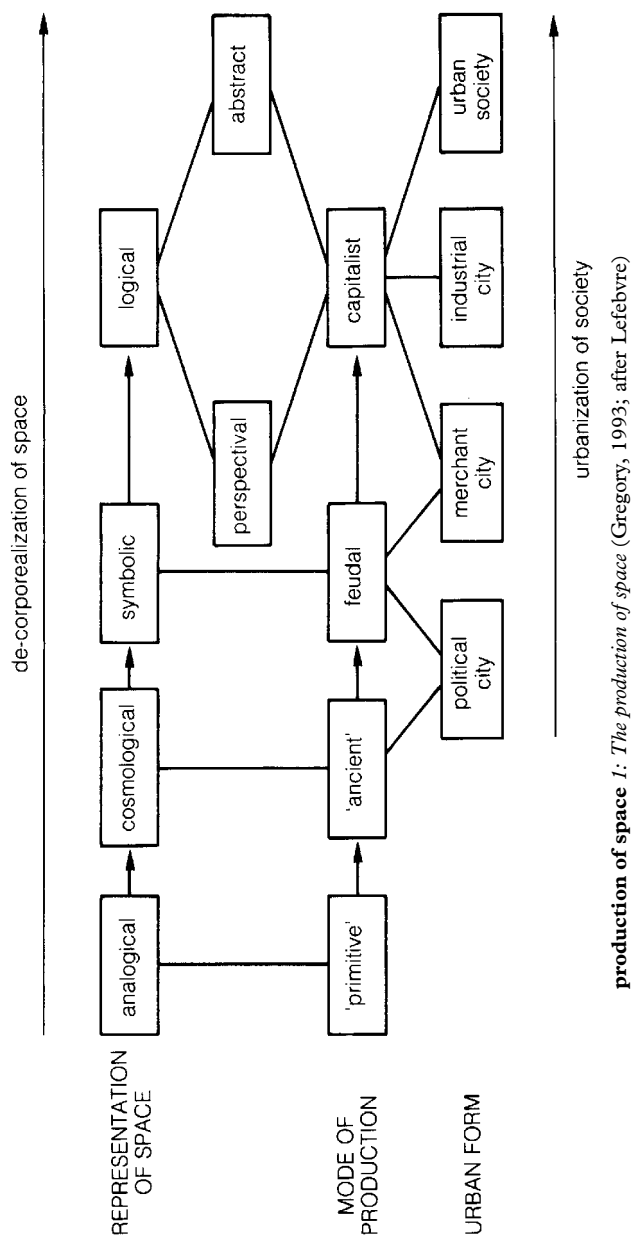 de-corporealization of space
REPRESENTATION
OF SPACE
analogical
cosmological
symbolic
logical
perspectival
abstract
MODE OF
PRODUCTION
'primitive'
'ancient'
feudal
capitalist
URBAN FORM
political
city
merchant
city
industrial
city
urban
society
urbanization of society
production of space 1: The production of space (Gregory, 1993; after Lefebvre)